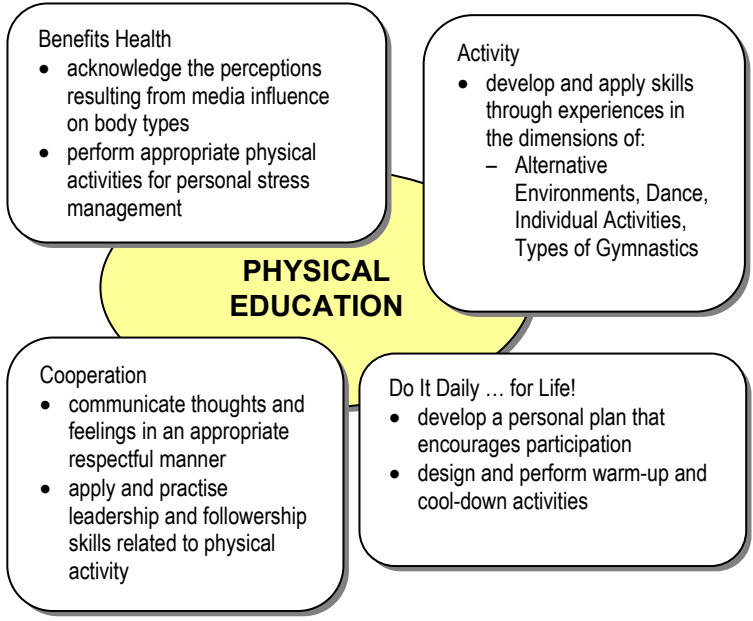 Benefits Health
• acknowledge the perceptions
resulting from media influence
on body types
• perform appropriate physical
activities for personal stress
management
Activity
• develop and apply skills
through experiences in
the dimensions of:
– Alternative
Environments, Dance,
Individual Activities,
Types of Gymnastics
PHYSICAL
EDUCATION
Cooperation
• communicate thoughts and
feelings in an appropriate
respectful manner
• apply and practise
leadership and followership
skills related to physical
activity
Do It Daily … for Life!
• develop a personal plan that
encourages participation
• design and perform warm-up and
cool-down activities